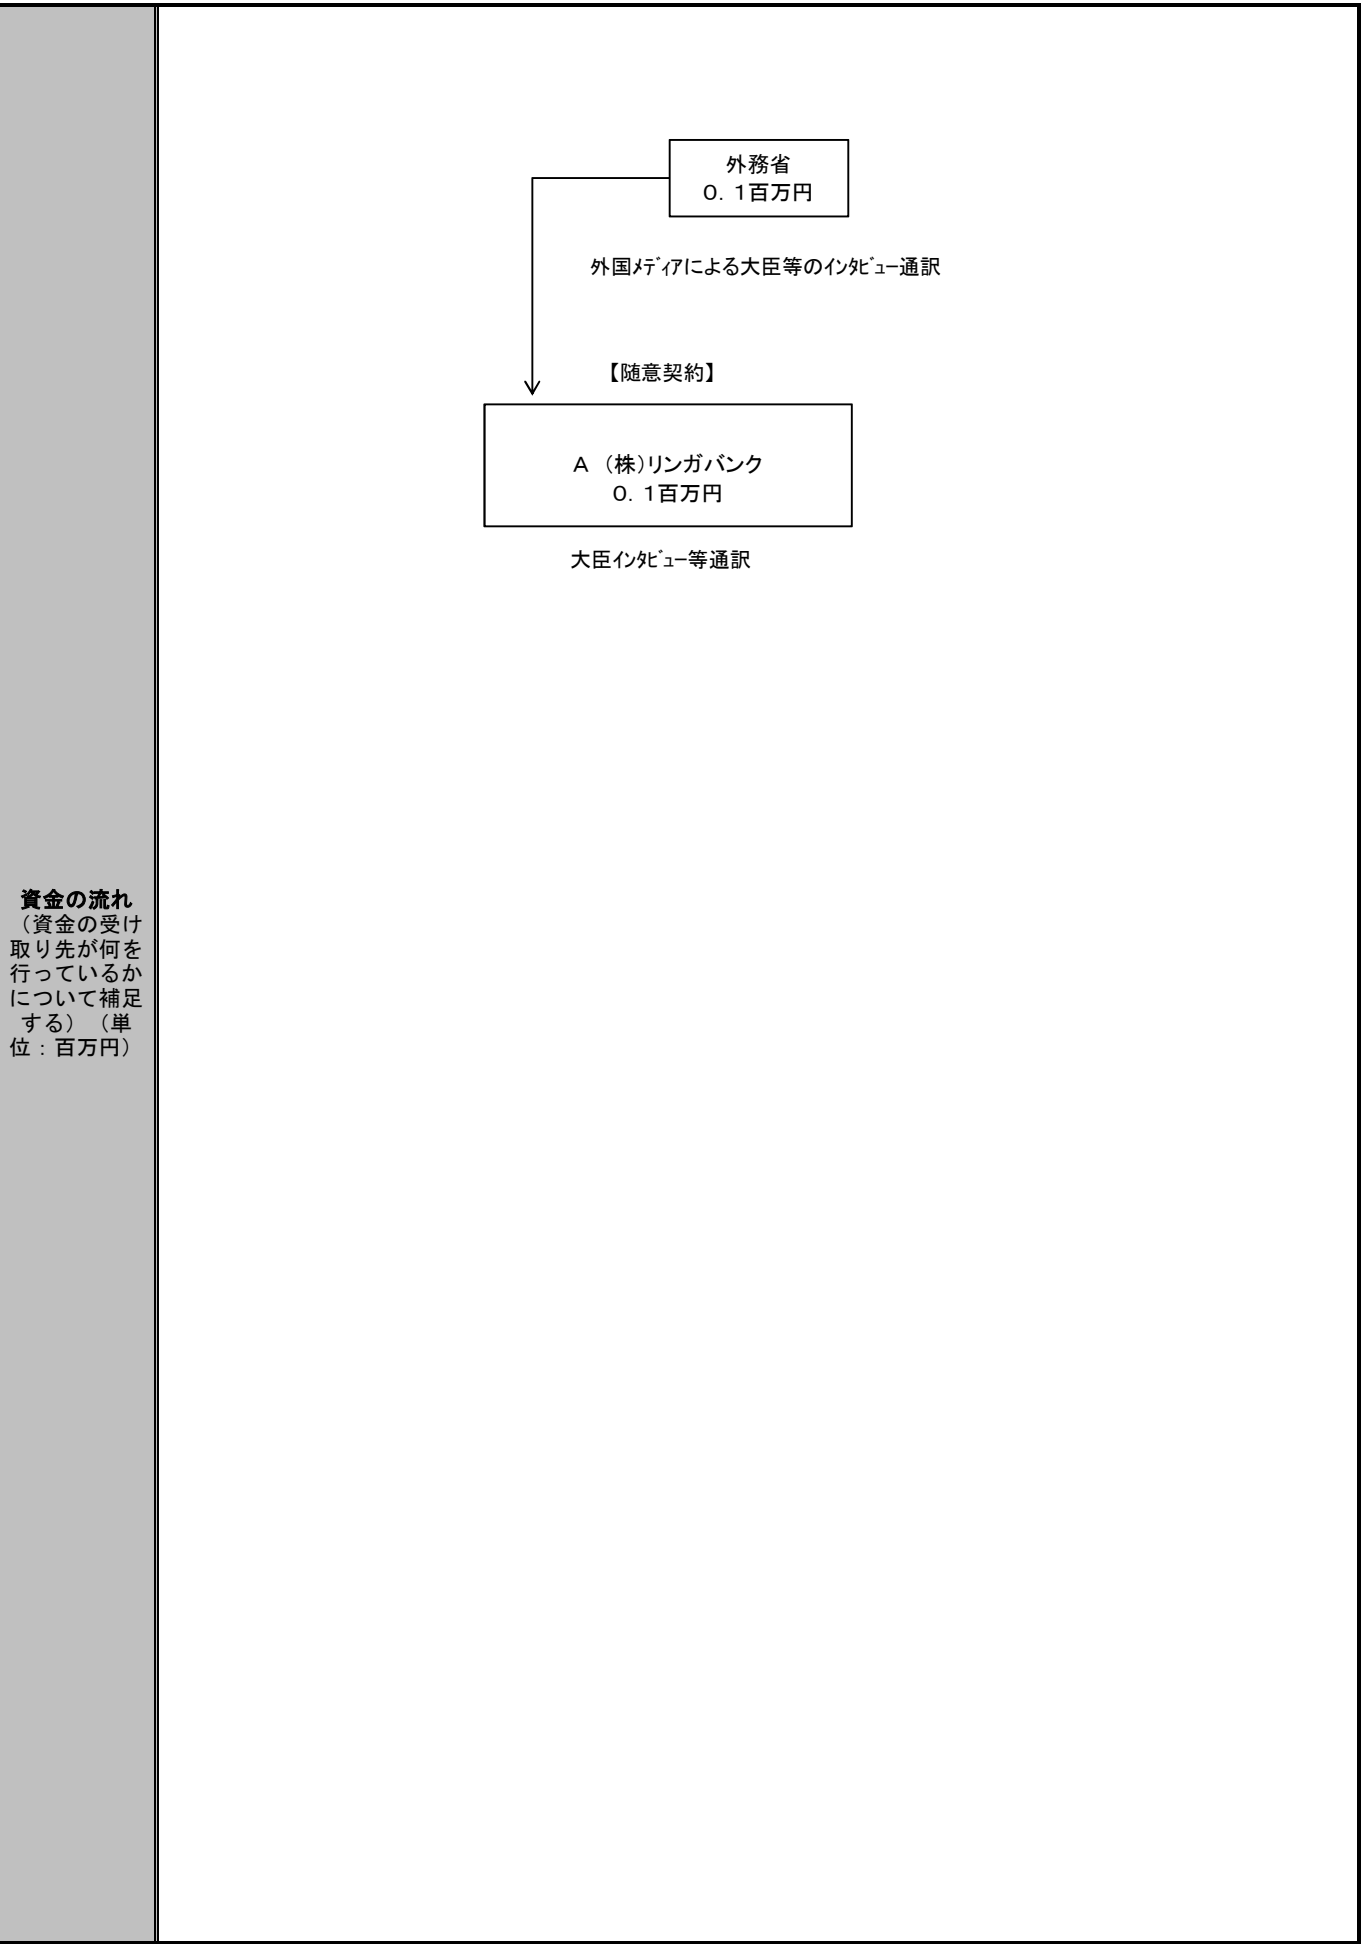 外務省
０．１百万円
外国ﾒﾃﾞｨｱによる大臣等のｲﾝﾀﾋﾞｭｰ通訳
【随意契約】
Ａ （株）リンガバンク
０．１百万円
大臣ｲﾝﾀﾋﾞｭｰ等通訳
資金の流れ
（資金の受け
取り先が何を
行っているか
について補足
する）（単
位：百万円）